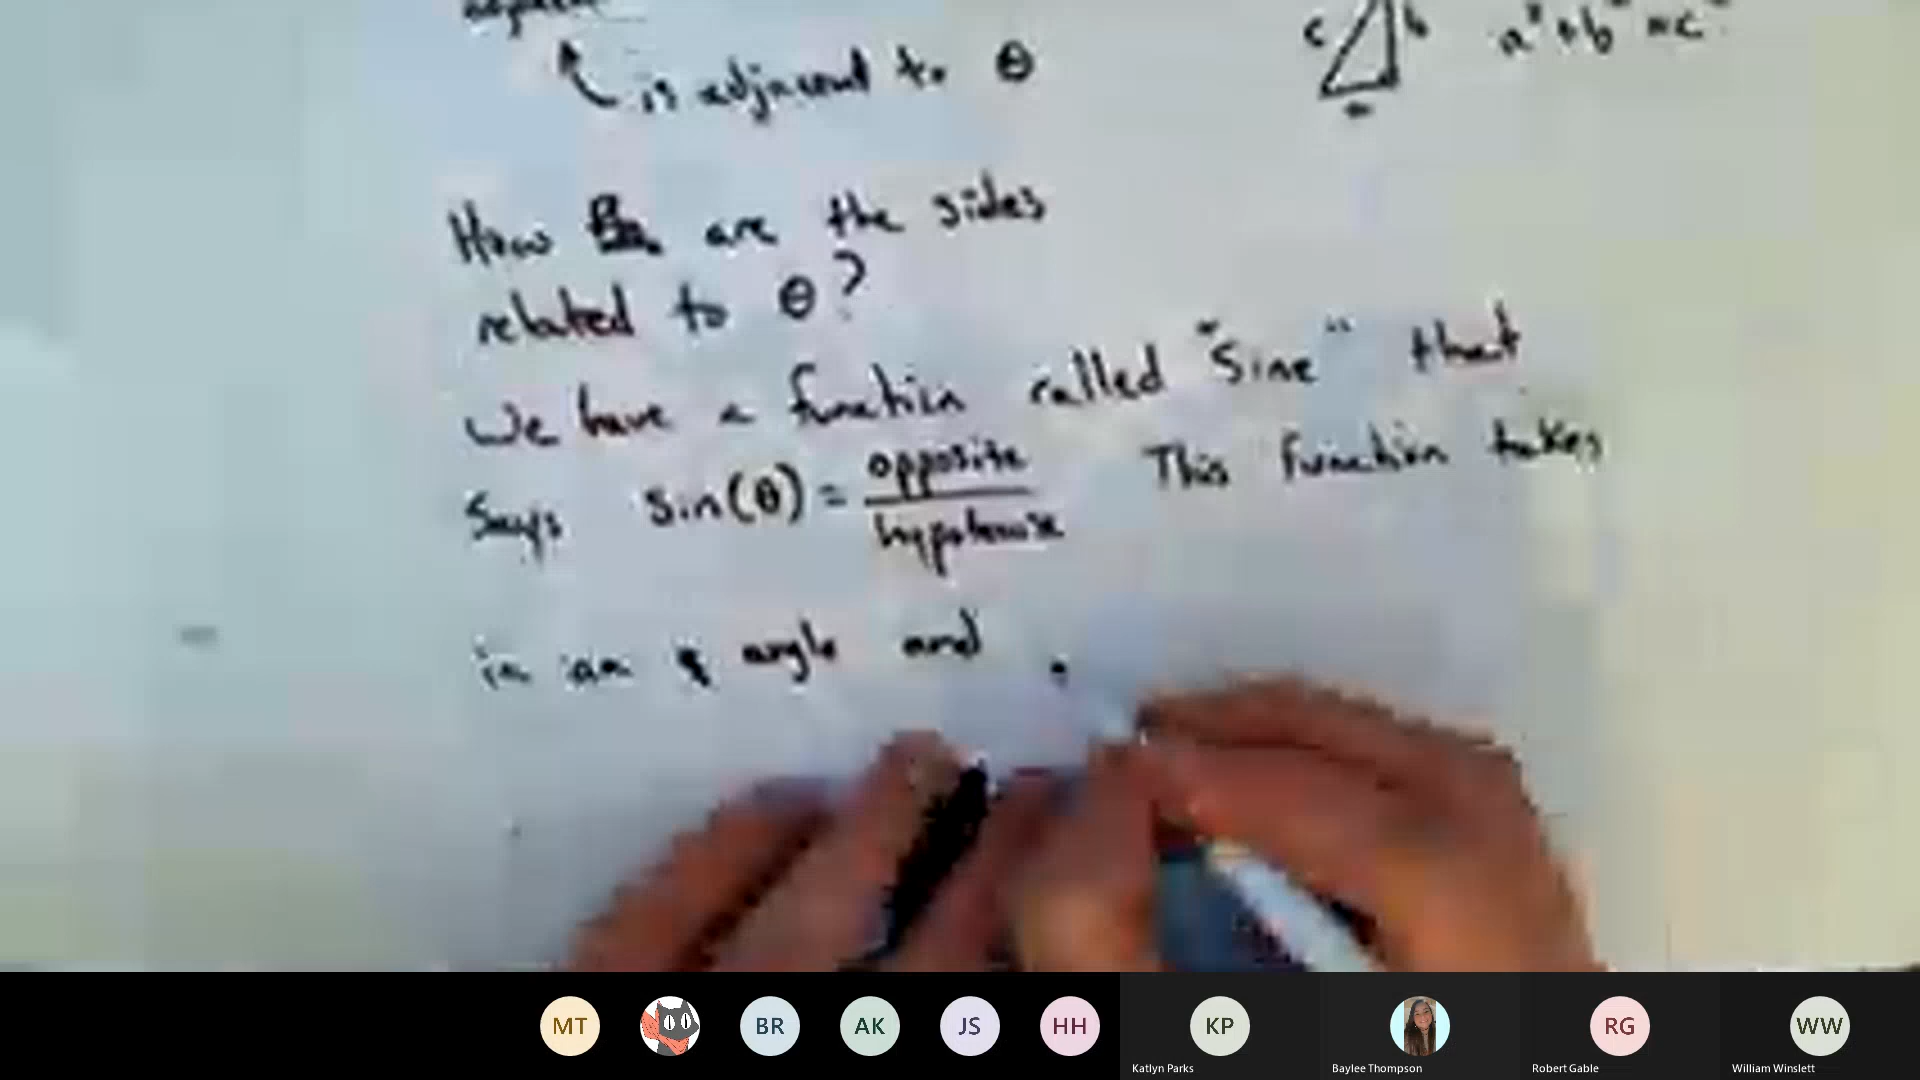 is adjacent to θ
c b a² + b² = c²
a
How are the sides
related to θ?
We have a function called "Sine" that
Says sin(θ) = opposite / hypotenuse This function takes
in an angle and
MT BR AK JS HH KP RG WW
Katlyn Parks Baylee Thompson Robert Gable William Winslett